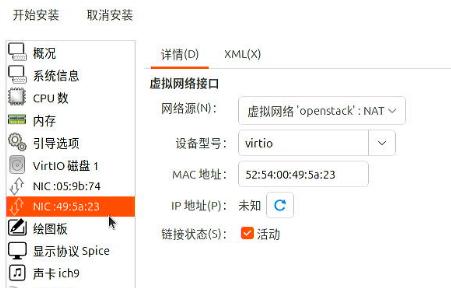 开始安装 取消安装
概况
系统信息
CPU 数
内存
引导选项
VirtIO 磁盘 1
NIC :05:9b:74
NIC :49:5a:23
绘图板
显示协议 Spice
声卡 ich9
详情(D) XML(X)
虚拟网络接口
网络源(N): 虚拟网络 'openstack' : NAT
设备型号: virtio
MAC 地址: 52:54:00:49:5a:23
IP 地址(P): 未知
链接状态(S): 活动